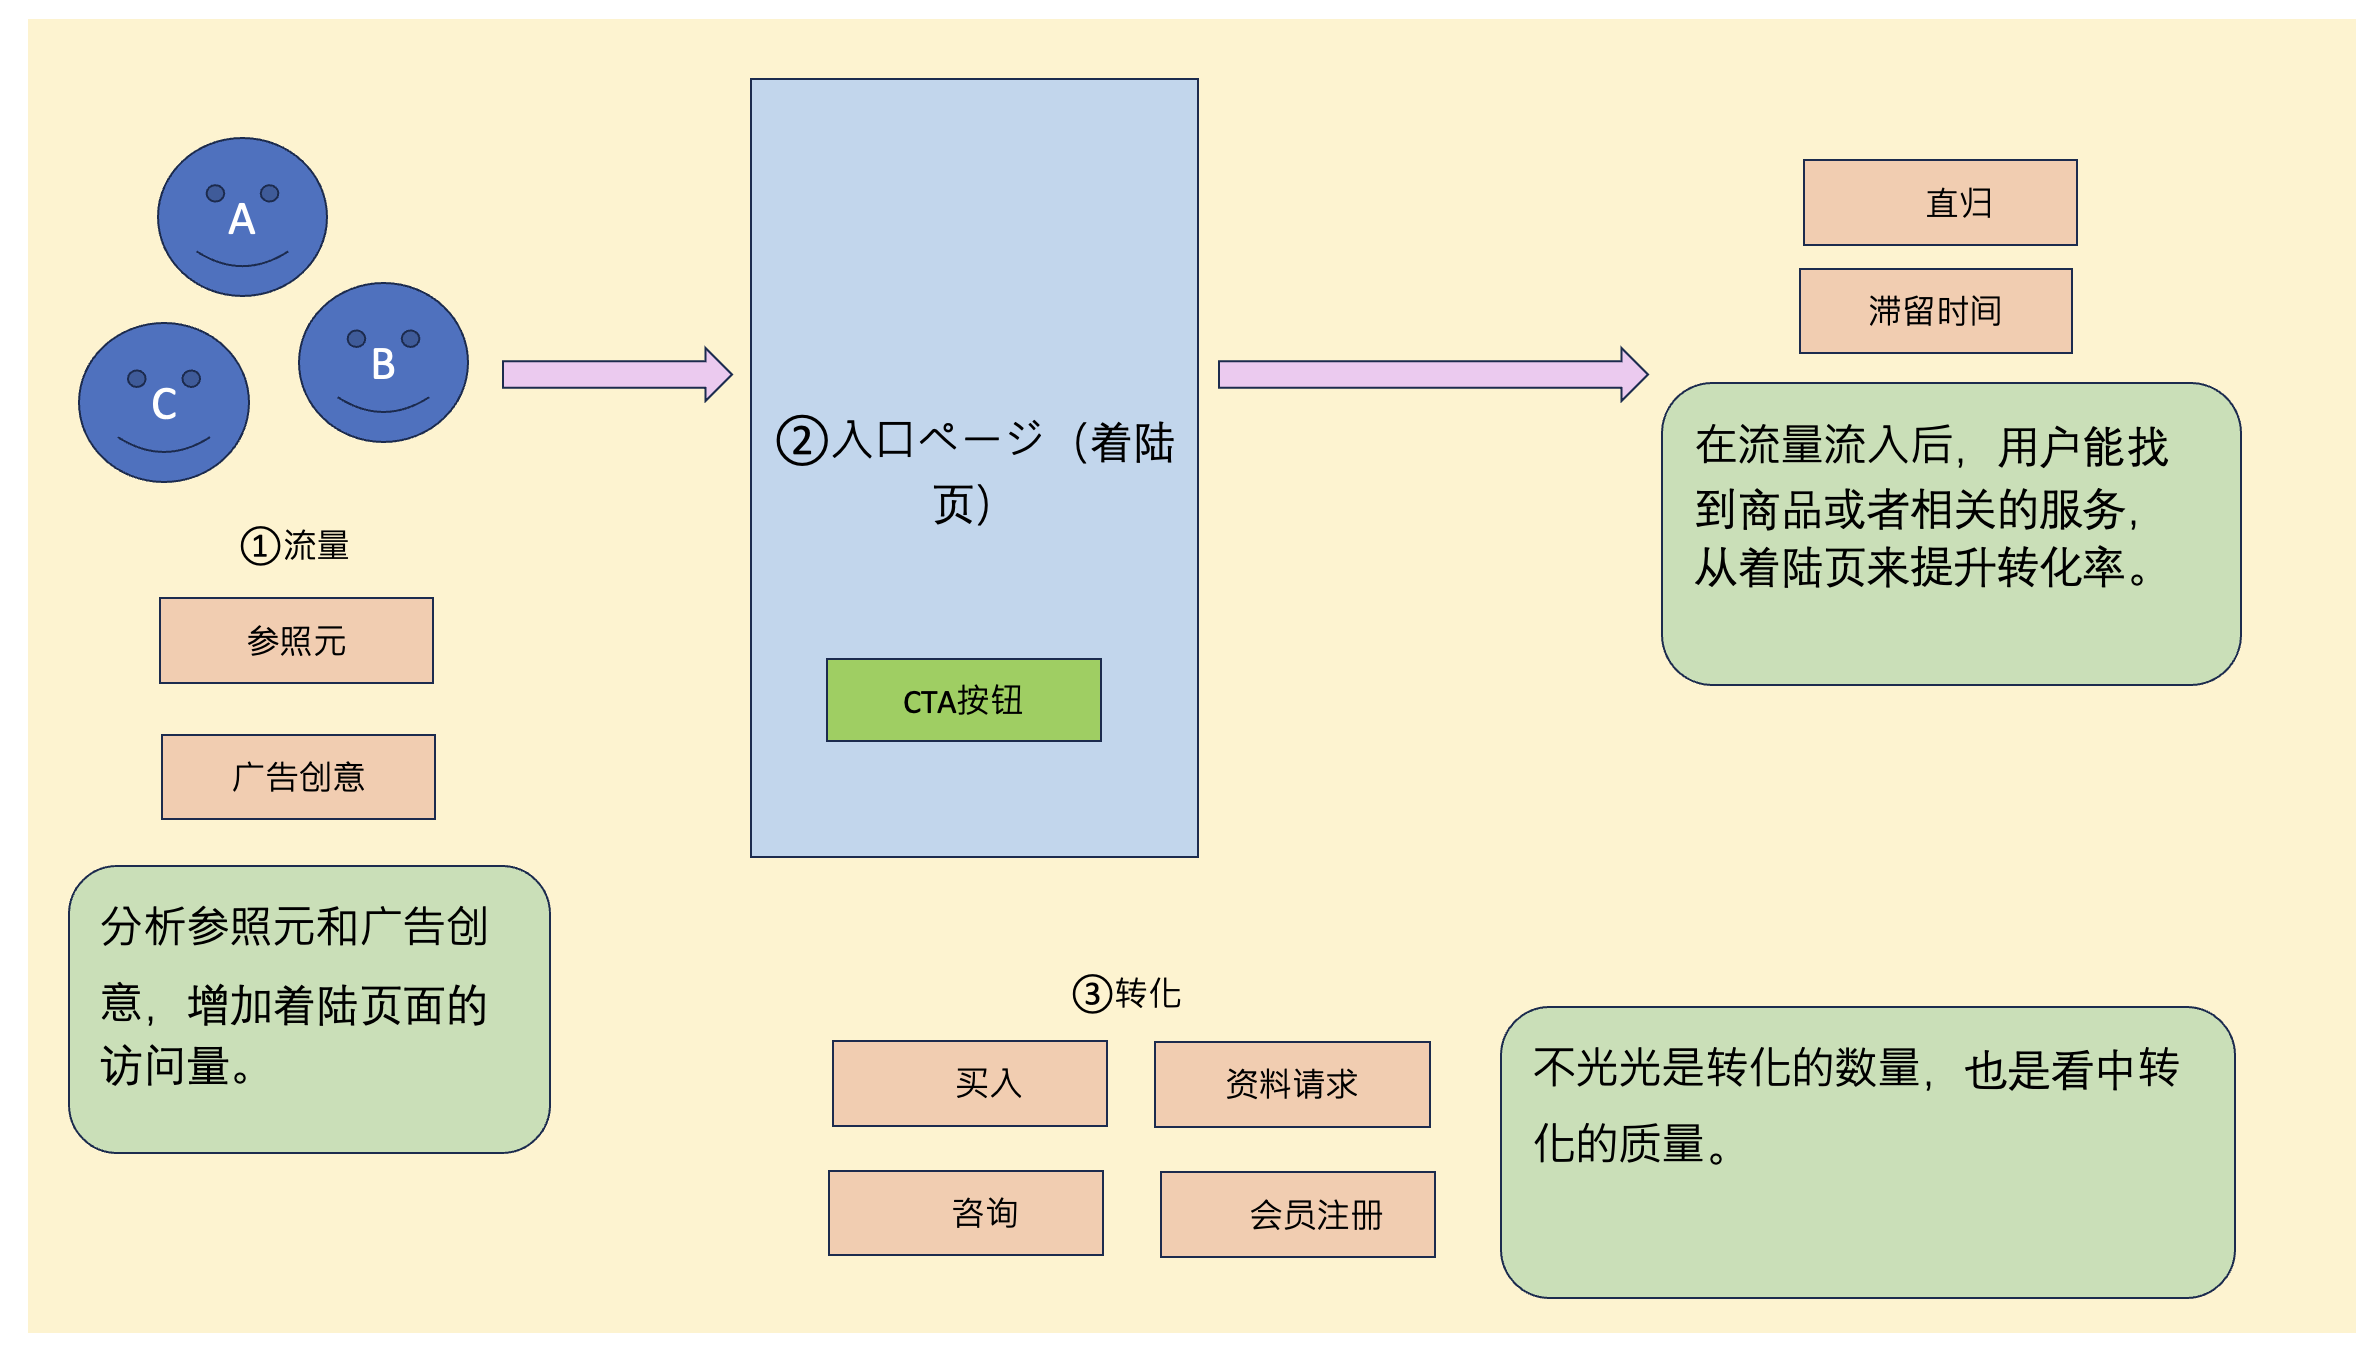 A
B
C
①流量
参照元
广告创意
分析参照元和广告创
意，增加着陆页面的
访问量。
②入口ページ（着陆
页）
CTA按钮
直归
滞留时间
在流量流入后，用户能找
到商品或者相关的服务，
从着陆页来提升转化率。
③转化
买入
资料请求
咨询
会员注册
不光光是转化的数量，也是看中转
化的质量。